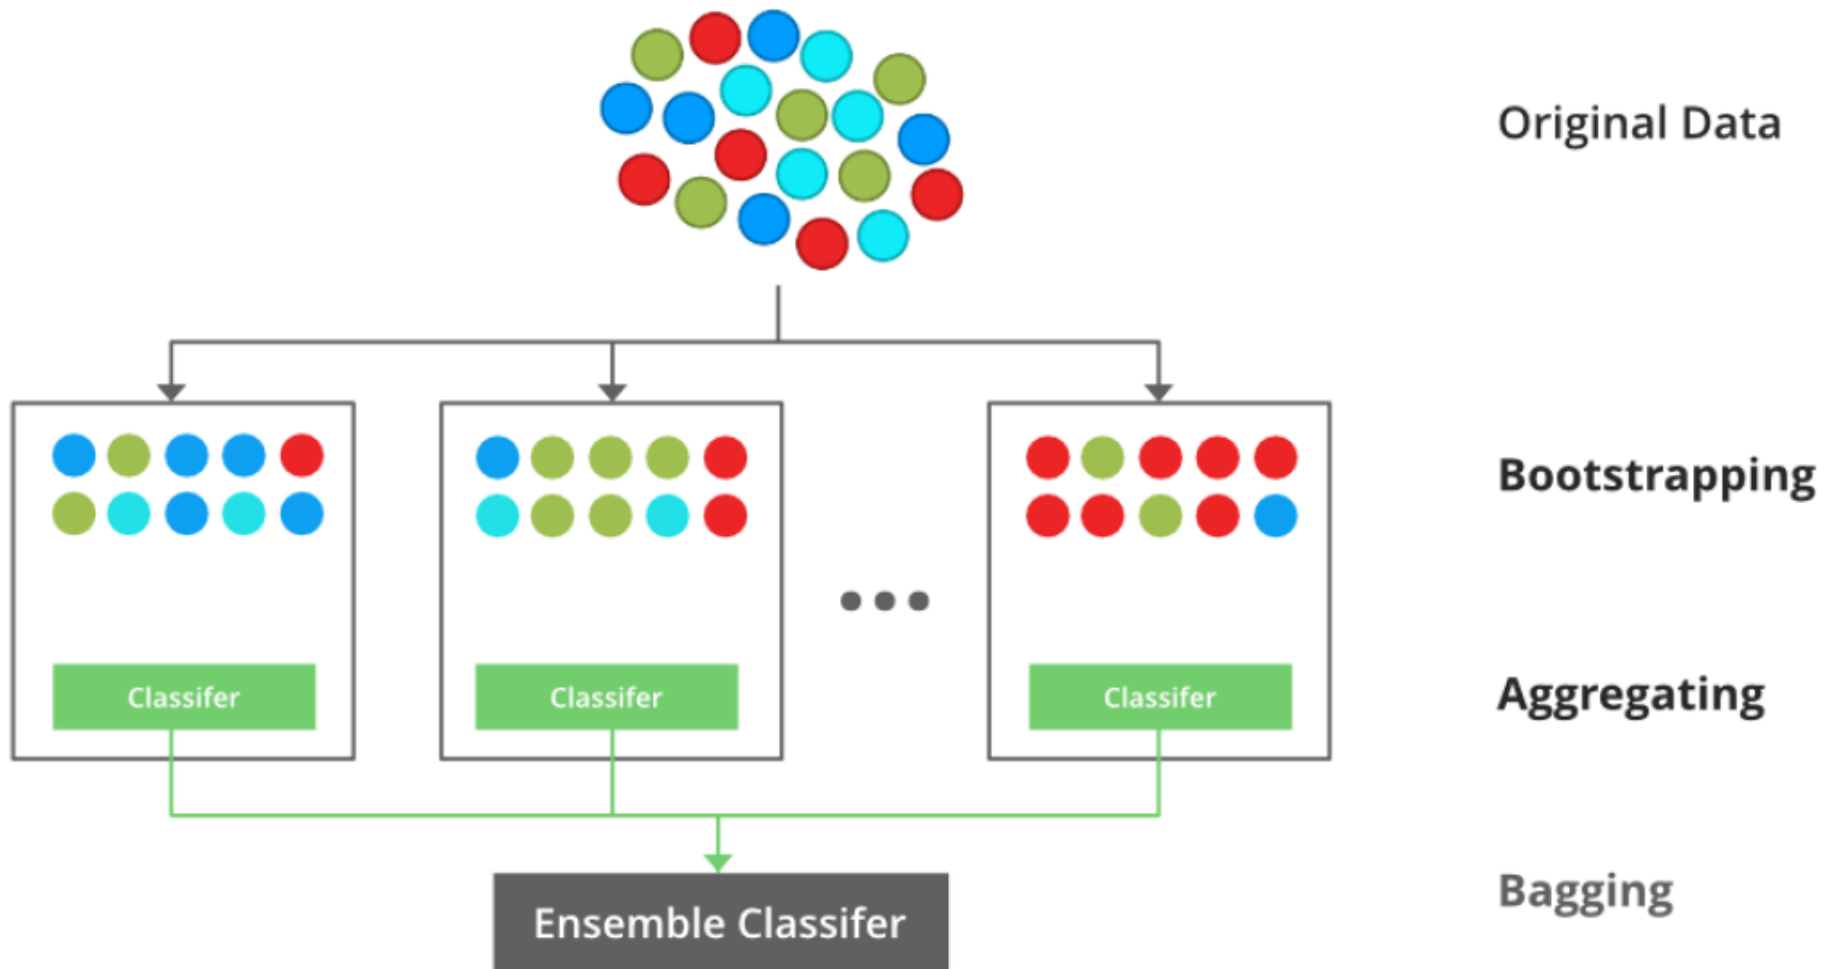 Original Data
Bootstrapping
Classifer
Classifer
Classifer
Aggregating
Ensemble Classifer
Bagging